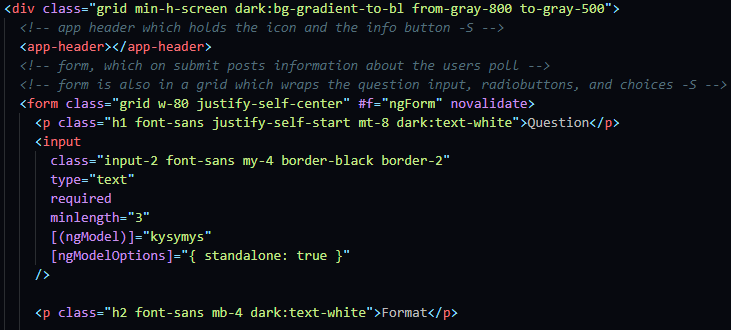 <div class="grid min-h-screen dark:bg-gradient-to-bl from-gray-800 to-gray-500">
<!-- app header which holds the icon and the info button -S -->
<app-header></app-header>
<!-- form, which on submit posts information about the users poll -->
<!-- form is also in a grid which wraps the question input, radiobuttons, and choices -S -->
<form class="grid w-80 justify-self-center" #f="ngForm" novalidate>
<p class="h1 font-sans justify-self-start mt-8 dark:text-white">Question</p>
<input
class="input-2 font-sans my-4 border-black border-2"
type="text"
required
minlength="3"
[(ngModel)]="kysymys"
[ngModelOptions]="{ standalone: true }"
/>
<p class="h2 font-sans mb-4 dark:text-white">Format</p>